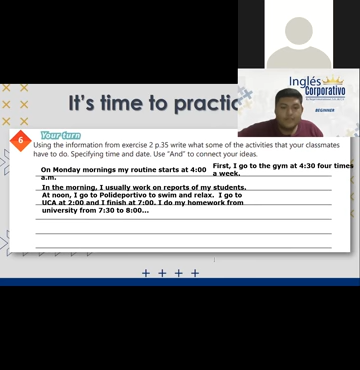 Inglés
Corporativo
BEGINNER
It's time to practic
6
Your turn
Using the information from exercise 2 p.35 write what some of the activities that your classmates
have to do. Specifying time and date. Use "And" to connect your ideas.
On Monday mornings my routine starts at 4:00
a.m.
First, I go to the gym at 4:30 four times
a week.
In the morning, I usually work on reports of my students.
At noon, I go to Polideportivo to swim and relax. I go to
UCA at 2:00 and I finish at 7:00. I do my homework from
university from 7:30 to 8:00...